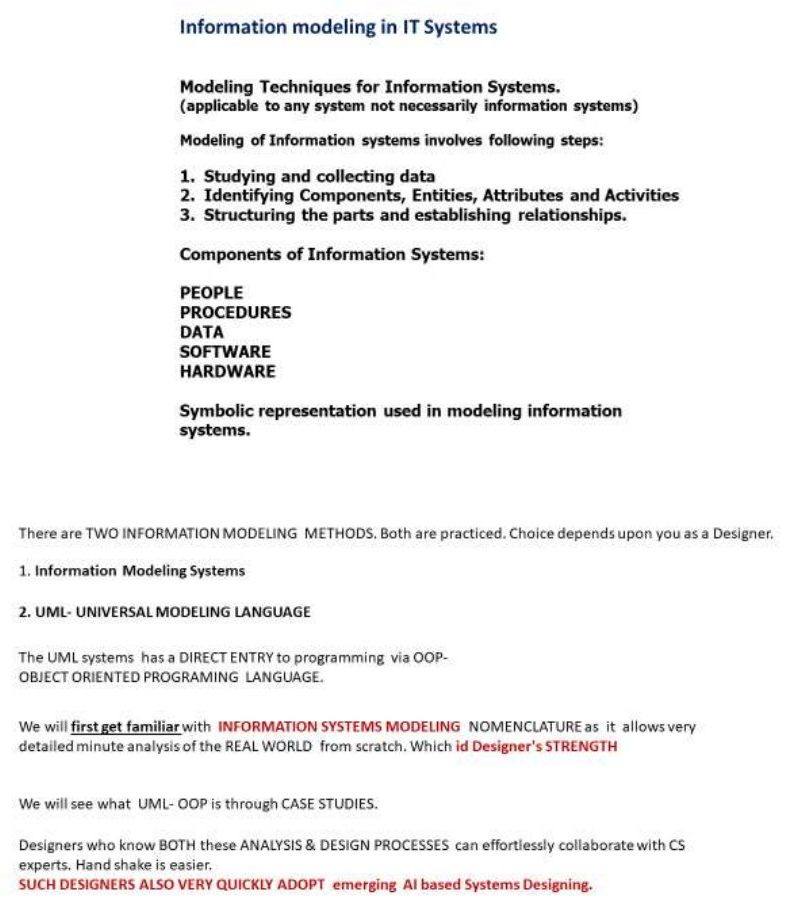 Information modeling in IT Systems
Modeling Techniques for Information Systems.
(applicable to any system not necessarily information systems)
Modeling of Information systems involves following steps:
1. Studying and collecting data
2. Identifying Components, Entities, Attributes and Activities
3. Structuring the parts and establishing relationships.
Components of Information Systems:
PEOPLE
PROCEDURES
DATA
SOFTWARE
HARDWARE
Symbolic representation used in modeling information
systems.
There are TWO INFORMATION MODELING METHODS. Both are practiced. Choice depends upon you as a Designer.
1. Information Modeling Systems
2. UML- UNIVERSAL MODELING LANGUAGE
The UML systems has a DIRECT ENTRY to programming via OOP-
OBJECT ORIENTED PROGRAMING LANGUAGE.
We will first get familiar with INFORMATION SYSTEMS MODELING NOMENCLATURE as it allows very
detailed minute analysis of the REAL WORLD from scratch. Which id Designer's STRENGTH
We will see what UML- OOP is through CASE STUDIES.
Designers who know BOTH these ANALYSIS & DESIGN PROCESSES can effortlessly collaborate with CS
experts. Hand shake is easier.
SUCH DESIGNERS ALSO VERY QUICKLY ADOPT emerging AI based Systems Designing.